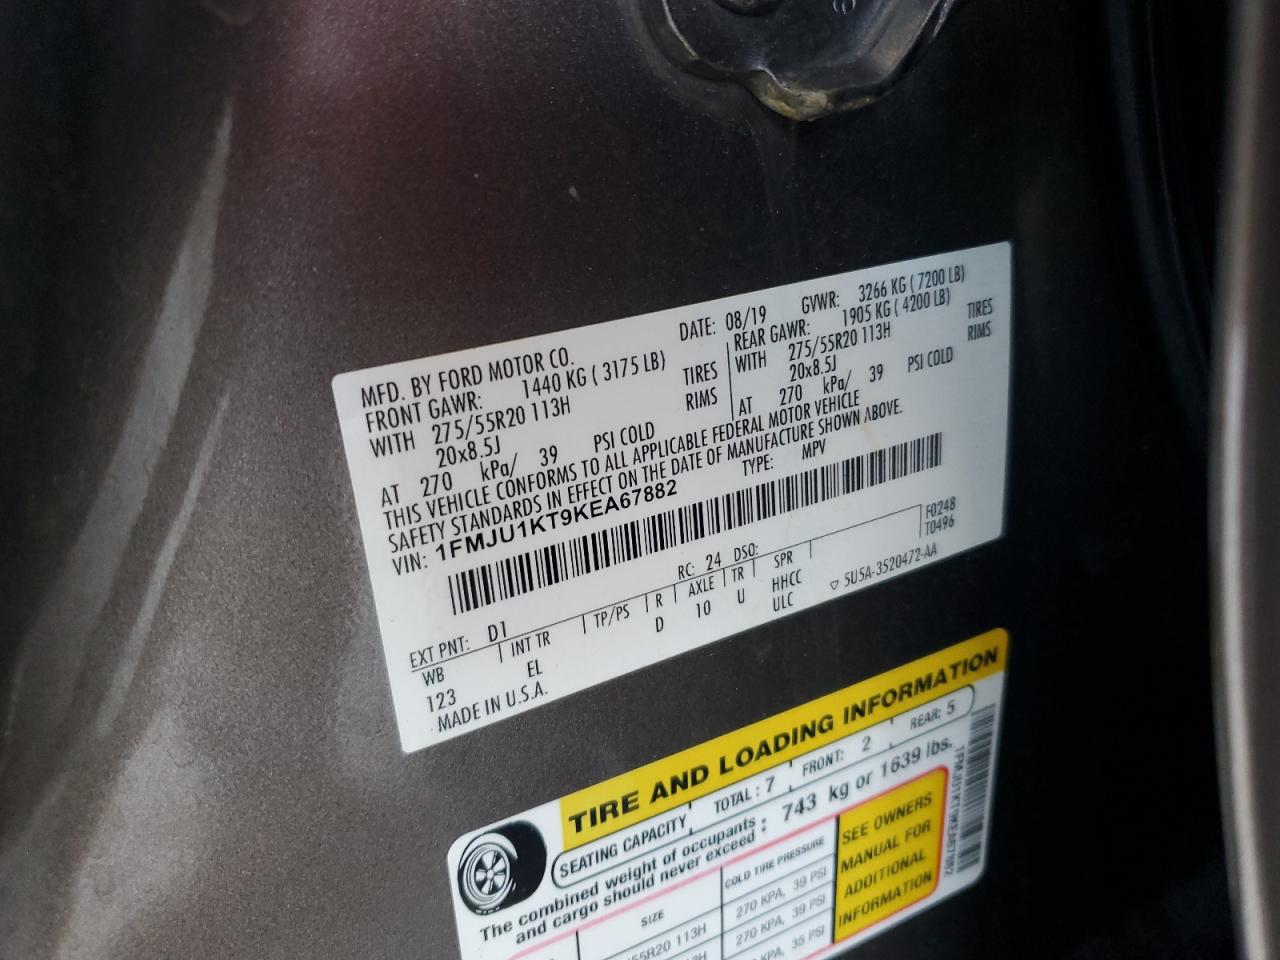 MFD. BY FORD MOTOR CO.
DATE: 08/19 GVWR: 3266 KG ( 7200 LB)
FRONT GAWR: 1440 KG ( 3175 LB)
REAR GAWR: 1905 KG ( 4200 LB)
WITH 275/55R20 113H TIRES
WITH 275/55R20 113H TIRES
20x8.5J RIMS
20x8.5J RIMS
AT 270 kPa/ 39 PSI COLD
AT 270 kPa/ 39 PSI COLD
THIS VEHICLE CONFORMS TO ALL APPLICABLE FEDERAL MOTOR VEHICLE
SAFETY STANDARDS IN EFFECT ON THE DATE OF MANUFACTURE SHOWN ABOVE.
VIN: 1FMJU1KT9KEA67882 TYPE: MPV
F0248
T0496
EXT PNT: D1 RC: 24 DSO:
WB INT TR TP/PS R AXLE TR SPR
123 EL D 10 U HHCC
ULC
MADE IN U.S.A.
5U5A-3520472-AA
TIRE AND LOADING INFORMATION
SEATING CAPACITY TOTAL: 7 FRONT: 2 REAR: 5
The combined weight of occupants
and cargo should never exceed : 743 kg or 1639 lbs.
SIZE COLD TIRE PRESSURE
55R20 113H 270 KPA, 39 PSI
270 KPA, 39 PSI
35 PSI
SEE OWNERS
MANUAL FOR
ADDITIONAL
INFORMATION
1FMJU1KT9KEA67882